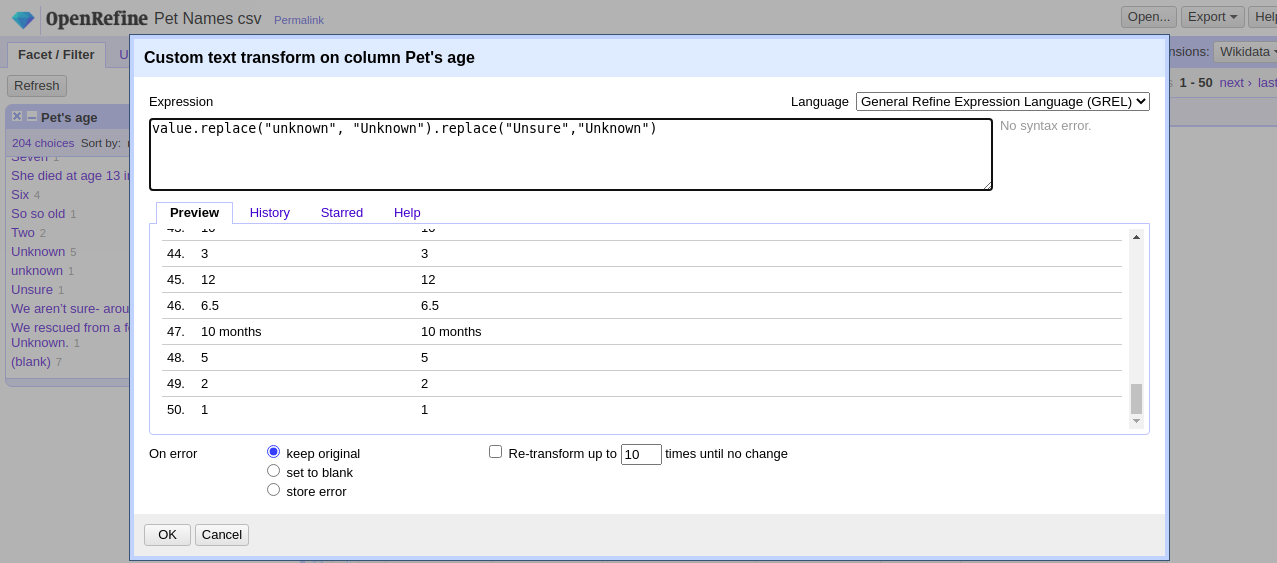 OpenRefine Pet Names csv Permalink Open... Export Help
Facet / Filter
Extensions: Wikidata
Refresh
1 - 50 next › last
Pet's age
204 choices Sort by:
Seven 1
She died at age 13 in
Six 4
So so old 1
Two 2
Unknown 5
unknown 1
Unsure 1
We aren't sure- arou
We rescued from a f
Unknown. 1
(blank) 7
Custom text transform on column Pet's age
Expression
Language General Refine Expression Language (GREL)
value.replace("unknown", "Unknown").replace("Unsure","Unknown")
No syntax error.
Preview History Starred Help
44. 3 3
45. 12 12
46. 6.5 6.5
47. 10 months 10 months
48. 5 5
49. 2 2
50. 1 1
On error keep original Re-transform up to 10 times until no change
set to blank
store error
OK Cancel